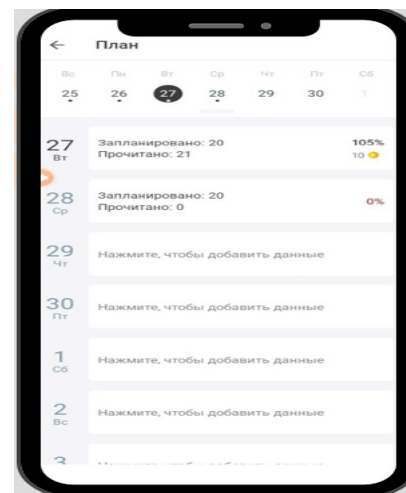 План
Вс Пн Вт Ср Чт Пт Сб
25 26 27 28 29 30 1
27 Запланировано: 20 105%
Вт Прочитано: 21 10
28 Запланировано: 20 0%
Ср Прочитано: 0
29 Нажмите, чтобы добавить данные
Чт
30 Нажмите, чтобы добавить данные
Пт
1 Нажмите, чтобы добавить данные
Сб
2 Нажмите, чтобы добавить данные
Вс
3